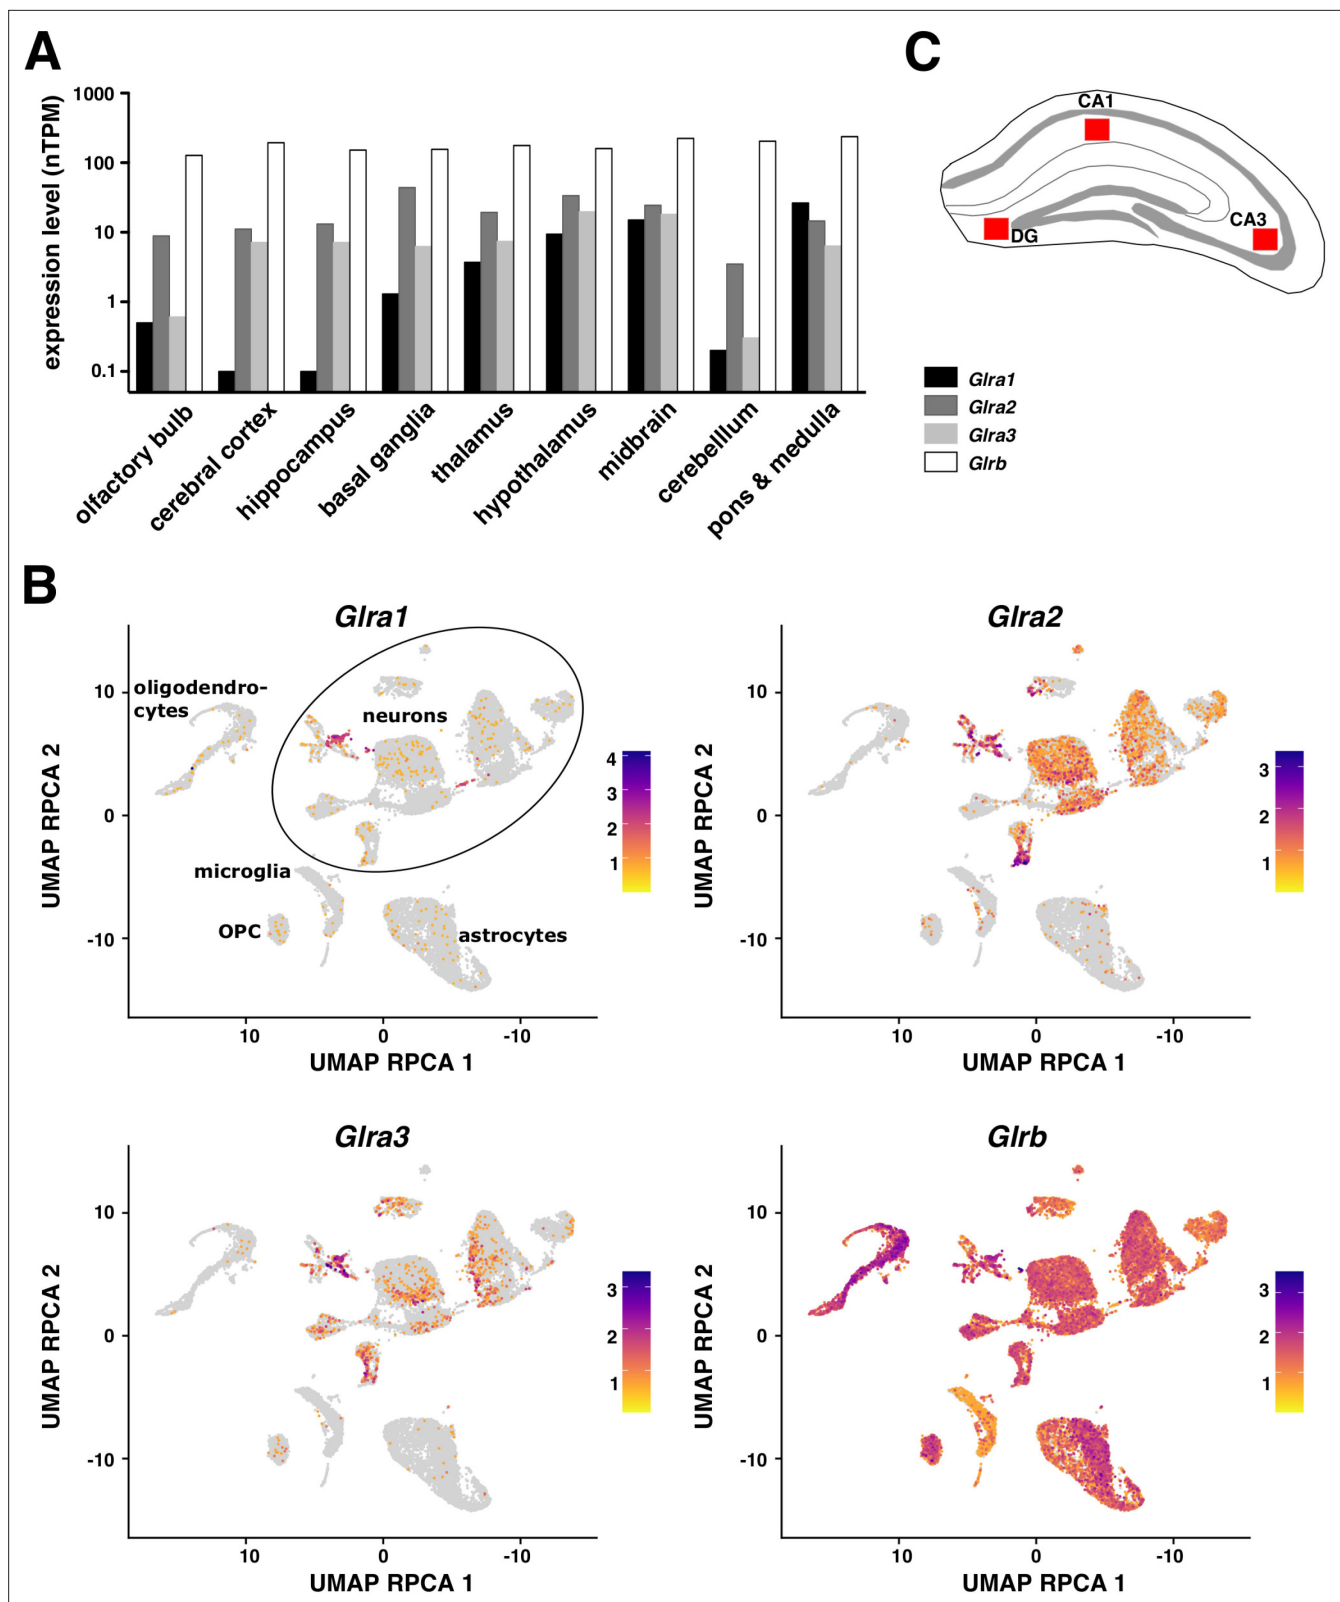 A
expression level (nTPM)
1000
100
10
1
0.1
olfactory bulb
cerebral cortex
hippocampus
basal ganglia
thalamus
hypothalamus
midbrain
cerebelllum
pons & medulla
C
CA1
CA3
DG
Glra1
Glra2
Glra3
Glrb
B
Glra1
oligodendro-
cytes
neurons
microglia
OPC
astrocytes
UMAP RPCA 2
10
0
-10
10
0
-10
UMAP RPCA 1
4
3
2
1
Glra2
UMAP RPCA 2
10
0
-10
10
0
-10
UMAP RPCA 1
3
2
1
Glra3
UMAP RPCA 2
10
0
-10
10
0
-10
UMAP RPCA 1
3
2
1
Glrb
UMAP RPCA 2
10
0
-10
10
0
-10
UMAP RPCA 1
3
2
1